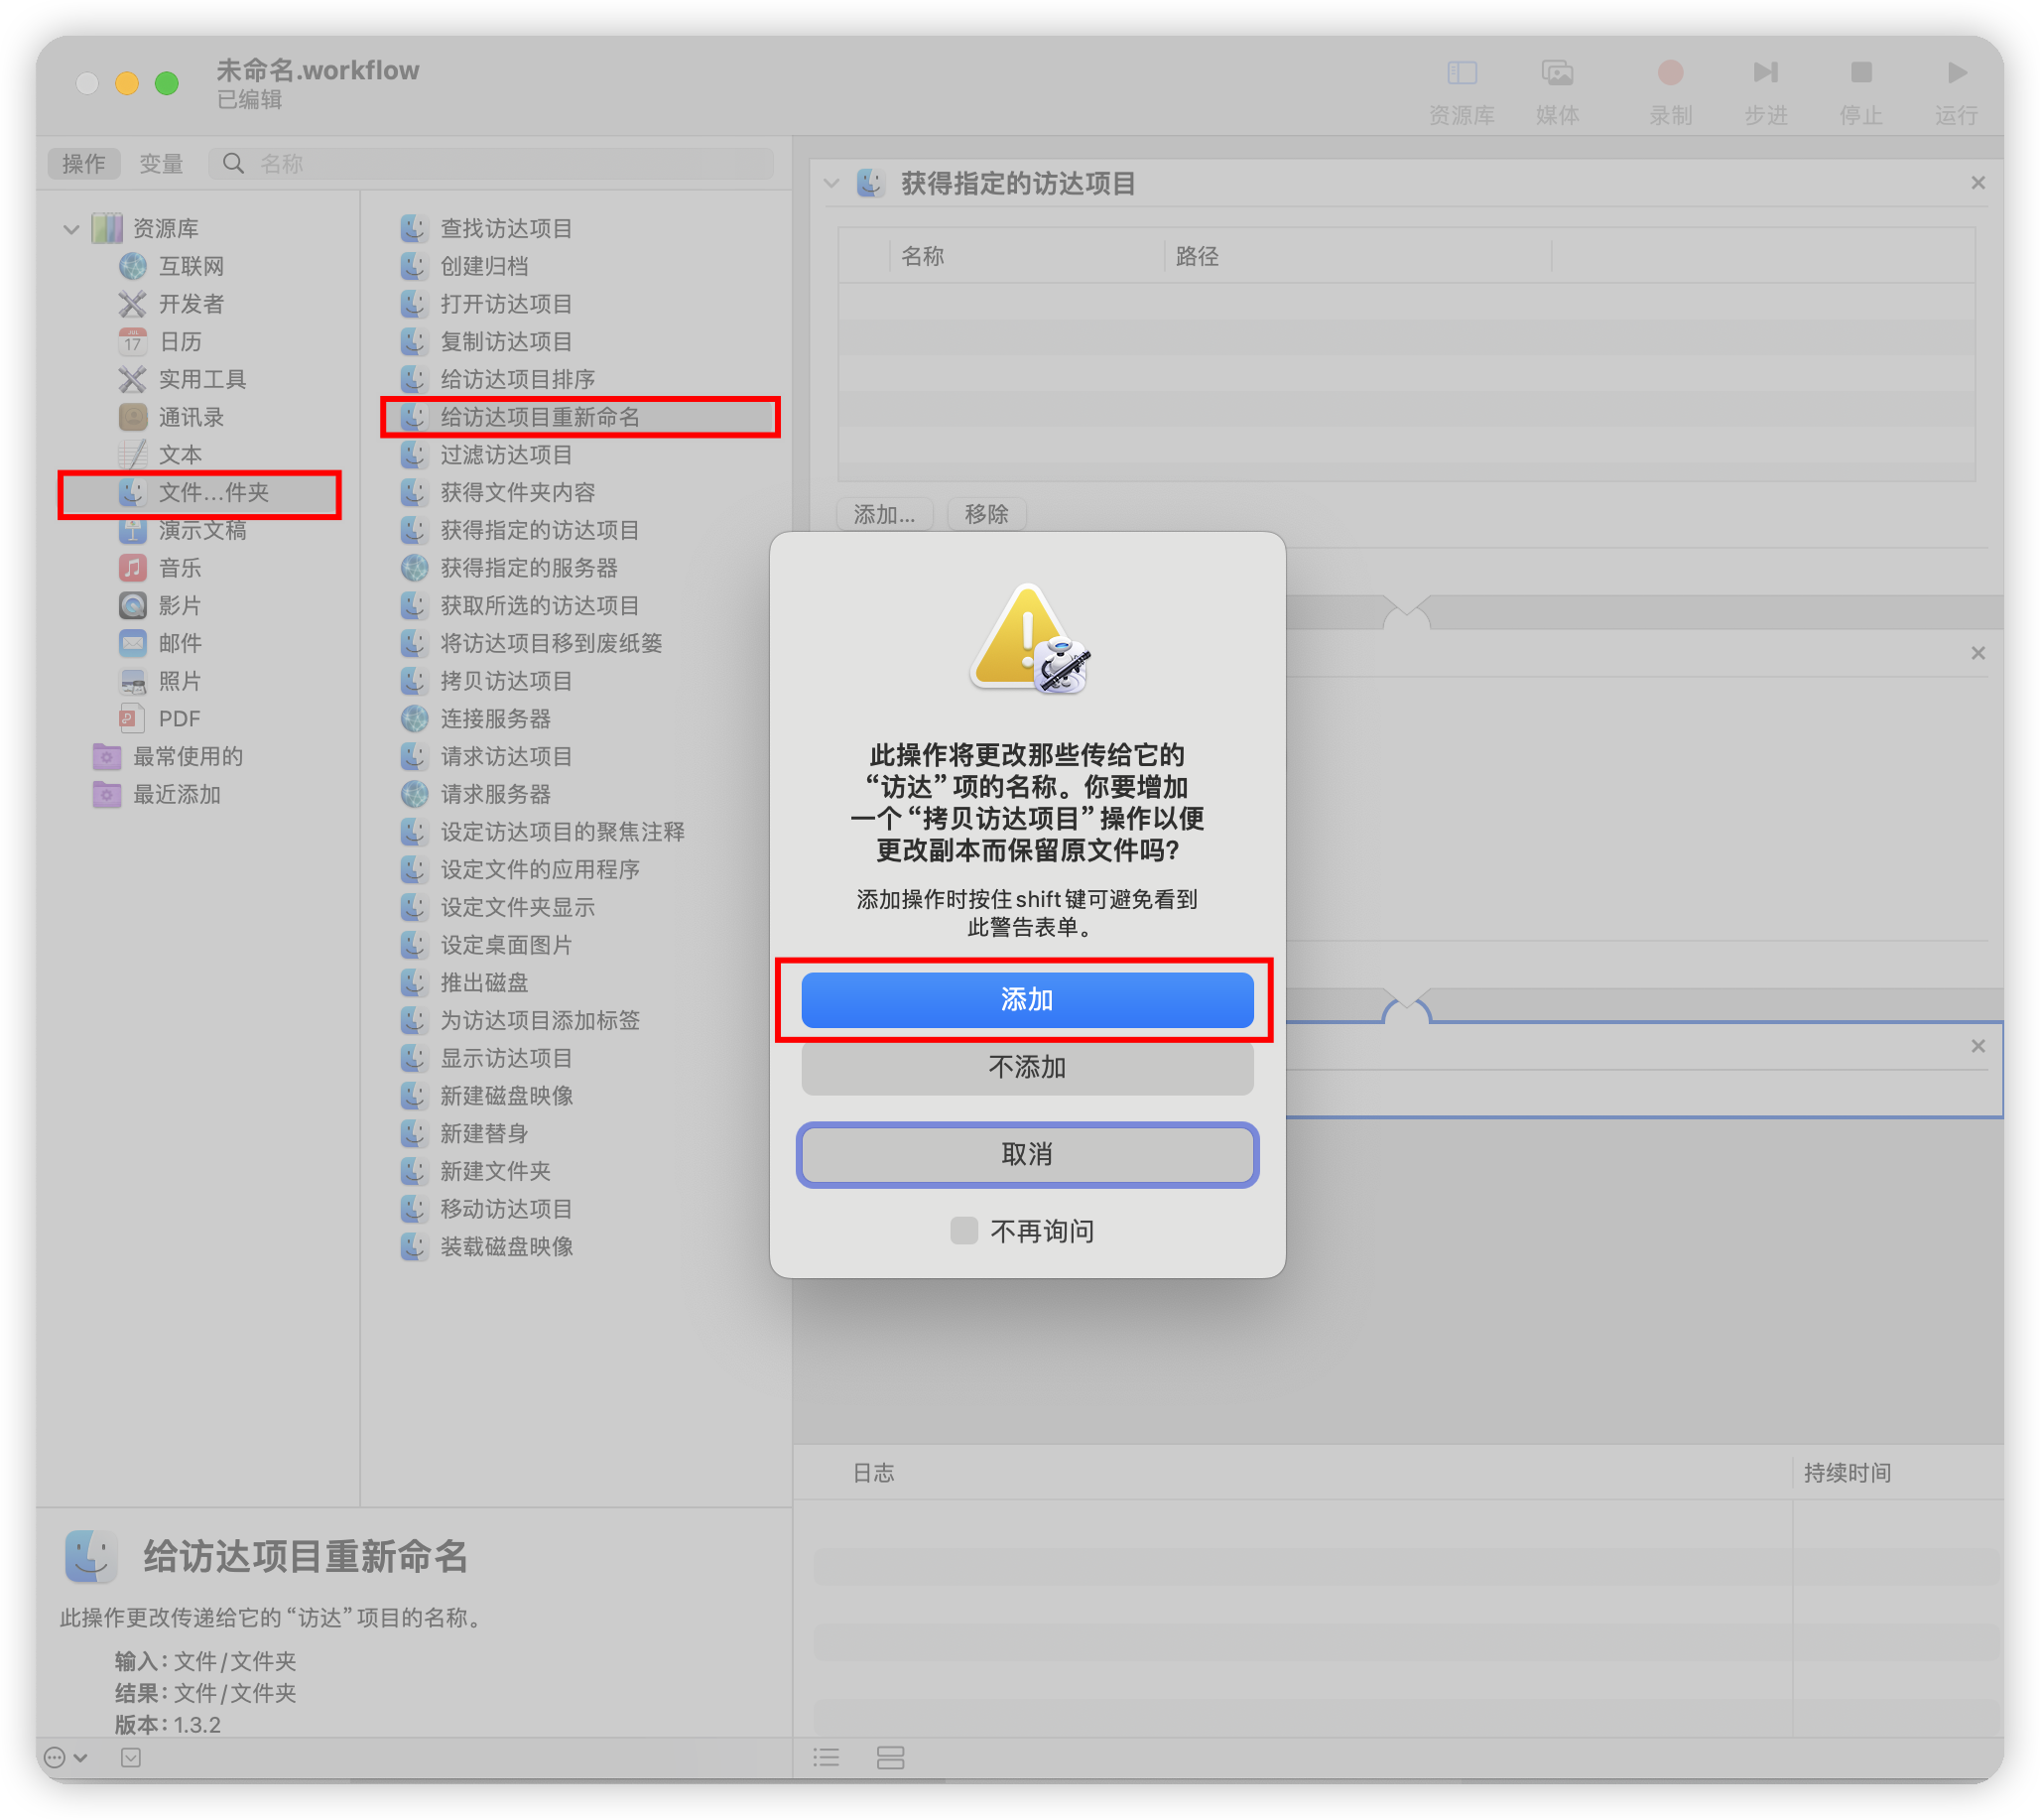 未命名.workflow
已编辑
资源库
媒体
录制
步进
停止
运行
操作
变量
名称
资源库
互联网
开发者
JUL
17
日历
实用工具
通讯录
文本
文件...件夹
演示文稿
音乐
影片
邮件
照片
PDF
最常使用的
最近添加
查找访达项目
创建归档
打开访达项目
复制访达项目
给访达项目排序
给访达项目重新命名
过滤访达项目
获得文件夹内容
获得指定的访达项目
获得指定的服务器
获取所选的访达项目
将访达项目移到废纸篓
拷贝访达项目
连接服务器
请求访达项目
请求服务器
设定访达项目的聚焦注释
设定文件的应用程序
设定文件夹显示
设定桌面图片
推出磁盘
为访达项目添加标签
显示访达项目
新建磁盘映像
新建替身
新建文件夹
移动访达项目
装载磁盘映像
获得指定的访达项目
名称
路径
添加...
移除
此操作将更改那些传给它的
“访达”项的名称。你要增加
一个“拷贝访达项目”操作以便
更改副本而保留原文件吗?
添加操作时按住 shift 键可避免看到
此警告表单。
添加
不添加
取消
不再询问
日志
持续时间
给访达项目重新命名
此操作更改传递给它的“访达”项目的名称。
输入：文件/文件夹
结果：文件/文件夹
版本：1.3.2